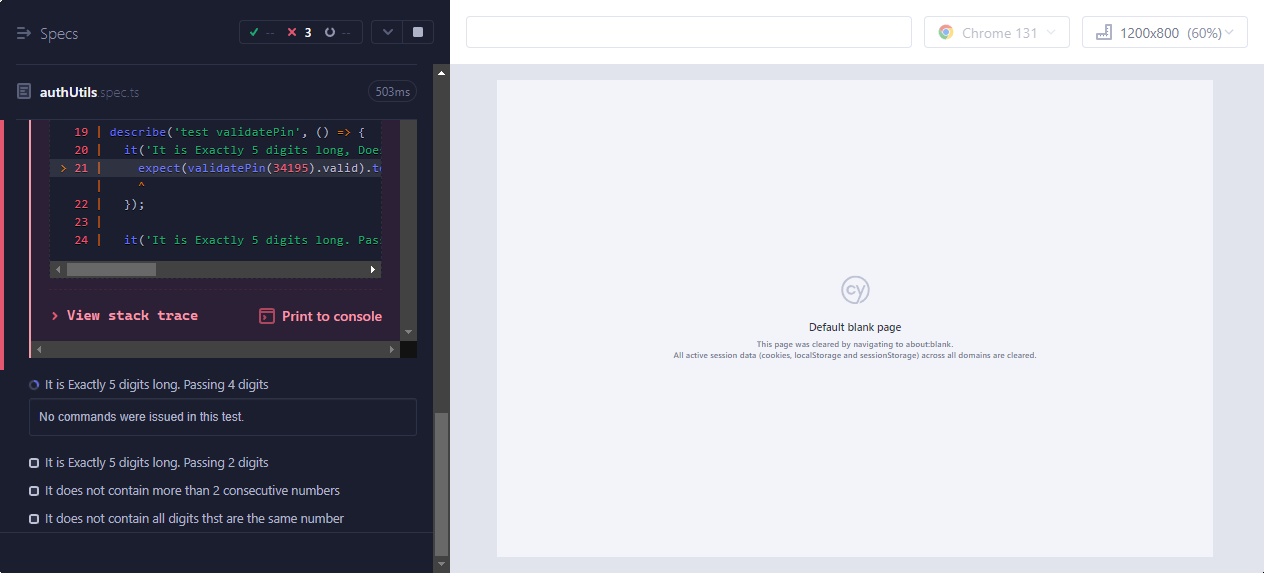 Specs
-- 3 --
Chrome 131
1200x800 (60%)
authUtils.spec.ts
503ms
19 | describe('test validatePin', () => {
20 | it('It is Exactly 5 digits long, Doe
> 21 | expect(validatePin(34195).valid).to
| ^
22 | });
23 |
24 | it('It is Exactly 5 digits long. Pas
> View stack trace
Print to console
It is Exactly 5 digits long. Passing 4 digits
No commands were issued in this test.
It is Exactly 5 digits long. Passing 2 digits
It does not contain more than 2 consecutive numbers
It does not contain all digits thst are the same number
cy
Default blank page
This page was cleared by navigating to about:blank.
All active session data (cookies, localStorage and sessionStorage) across all domains are cleared.